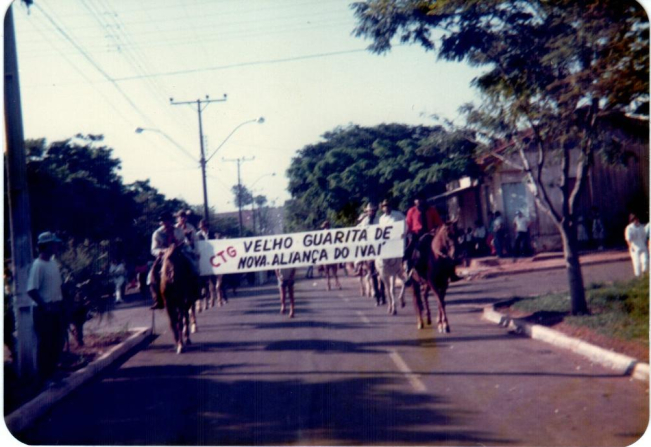 CTG VELHO GUARITA DE
NOVA ALIANÇA DO IVAÍ